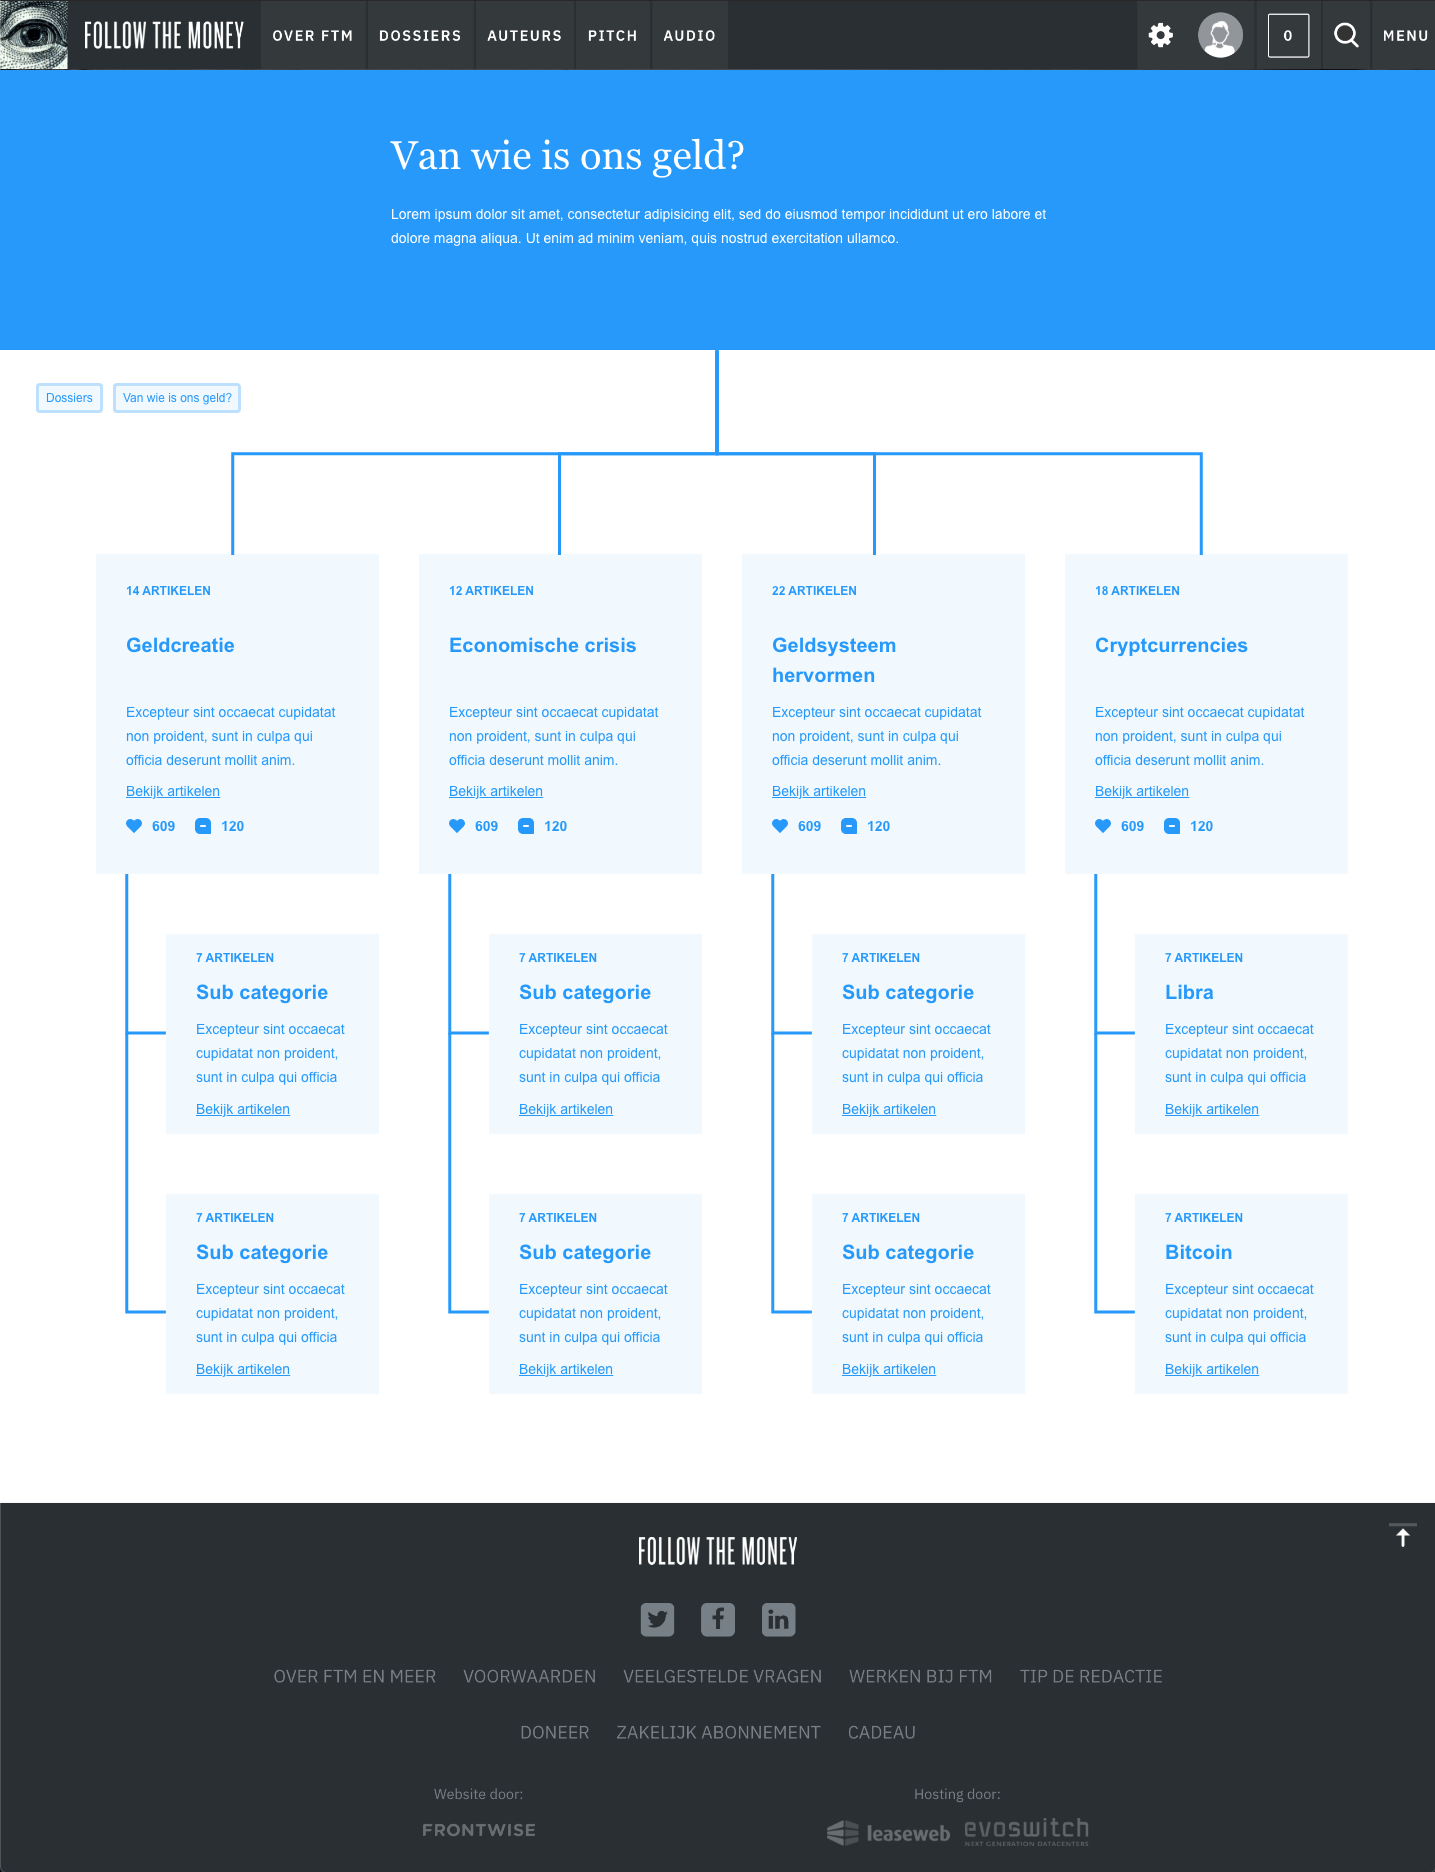 FOLLOW THE MONEY
OVER FTM
DOSSIERS
AUTEURS
PITCH
AUDIO
0
MENU
Van wie is ons geld?
Lorem ipsum dolor sit amet, consectetur adipisicing elit, sed do eiusmod tempor incididunt ut ero labore et
dolore magna aliqua. Ut enim ad minim veniam, quis nostrud exercitation ullamco.
Dossiers
Van wie is ons geld?
14 ARTIKELEN
Geldcreatie
Excepteur sint occaecat cupidatat
non proident, sunt in culpa qui
officia deserunt mollit anim.
Bekijk artikelen
609
120
12 ARTIKELEN
Economische crisis
Excepteur sint occaecat cupidatat
non proident, sunt in culpa qui
officia deserunt mollit anim.
Bekijk artikelen
609
120
22 ARTIKELEN
Geldsysteem
hervormen
Excepteur sint occaecat cupidatat
non proident, sunt in culpa qui
officia deserunt mollit anim.
Bekijk artikelen
609
120
18 ARTIKELEN
Cryptcurrencies
Excepteur sint occaecat cupidatat
non proident, sunt in culpa qui
officia deserunt mollit anim.
Bekijk artikelen
609
120
7 ARTIKELEN
Sub categorie
Excepteur sint occaecat
cupidatat non proident,
sunt in culpa qui officia
Bekijk artikelen
7 ARTIKELEN
Sub categorie
Excepteur sint occaecat
cupidatat non proident,
sunt in culpa qui officia
Bekijk artikelen
7 ARTIKELEN
Sub categorie
Excepteur sint occaecat
cupidatat non proident,
sunt in culpa qui officia
Bekijk artikelen
7 ARTIKELEN
Libra
Excepteur sint occaecat
cupidatat non proident,
sunt in culpa qui officia
Bekijk artikelen
7 ARTIKELEN
Sub categorie
Excepteur sint occaecat
cupidatat non proident,
sunt in culpa qui officia
Bekijk artikelen
7 ARTIKELEN
Sub categorie
Excepteur sint occaecat
cupidatat non proident,
sunt in culpa qui officia
Bekijk artikelen
7 ARTIKELEN
Sub categorie
Excepteur sint occaecat
cupidatat non proident,
sunt in culpa qui officia
Bekijk artikelen
7 ARTIKELEN
Bitcoin
Excepteur sint occaecat
cupidatat non proident,
sunt in culpa qui officia
Bekijk artikelen
FOLLOW THE MONEY
OVER FTM EN MEER
VOORWAARDEN
VEELGESTELDE VRAGEN
WERKEN BIJ FTM
TIP DE REDACTIE
DONEER
ZAKELIJK ABONNEMENT
CADEAU
Website door:
FRONTWISE
Hosting door:
leaseweb
evoswitch
NEXT GENERATION DATACENTERS